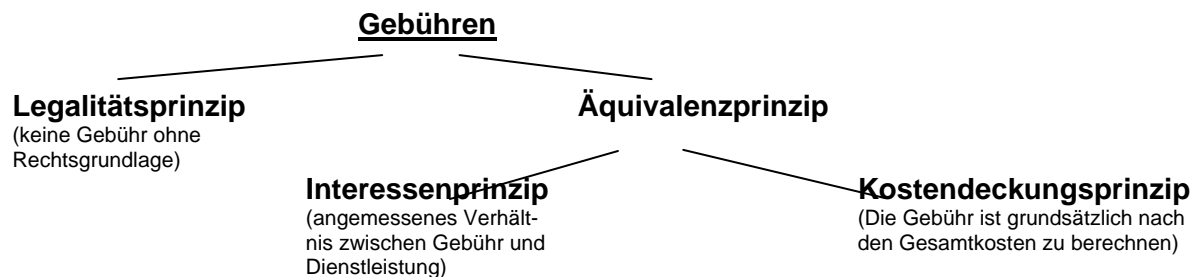 Gebühren
Legalitätsprinzip
(keine Gebühr ohne
Rechtsgrundlage)
Äquivalenzprinzip
Interessenprinzip
(angemessenes Verhält-
nis zwischen Gebühr und
Dienstleistung)
Kostendeckungsprinzip
(Die Gebühr ist grundsätzlich nach
den Gesamtkosten zu berechnen)